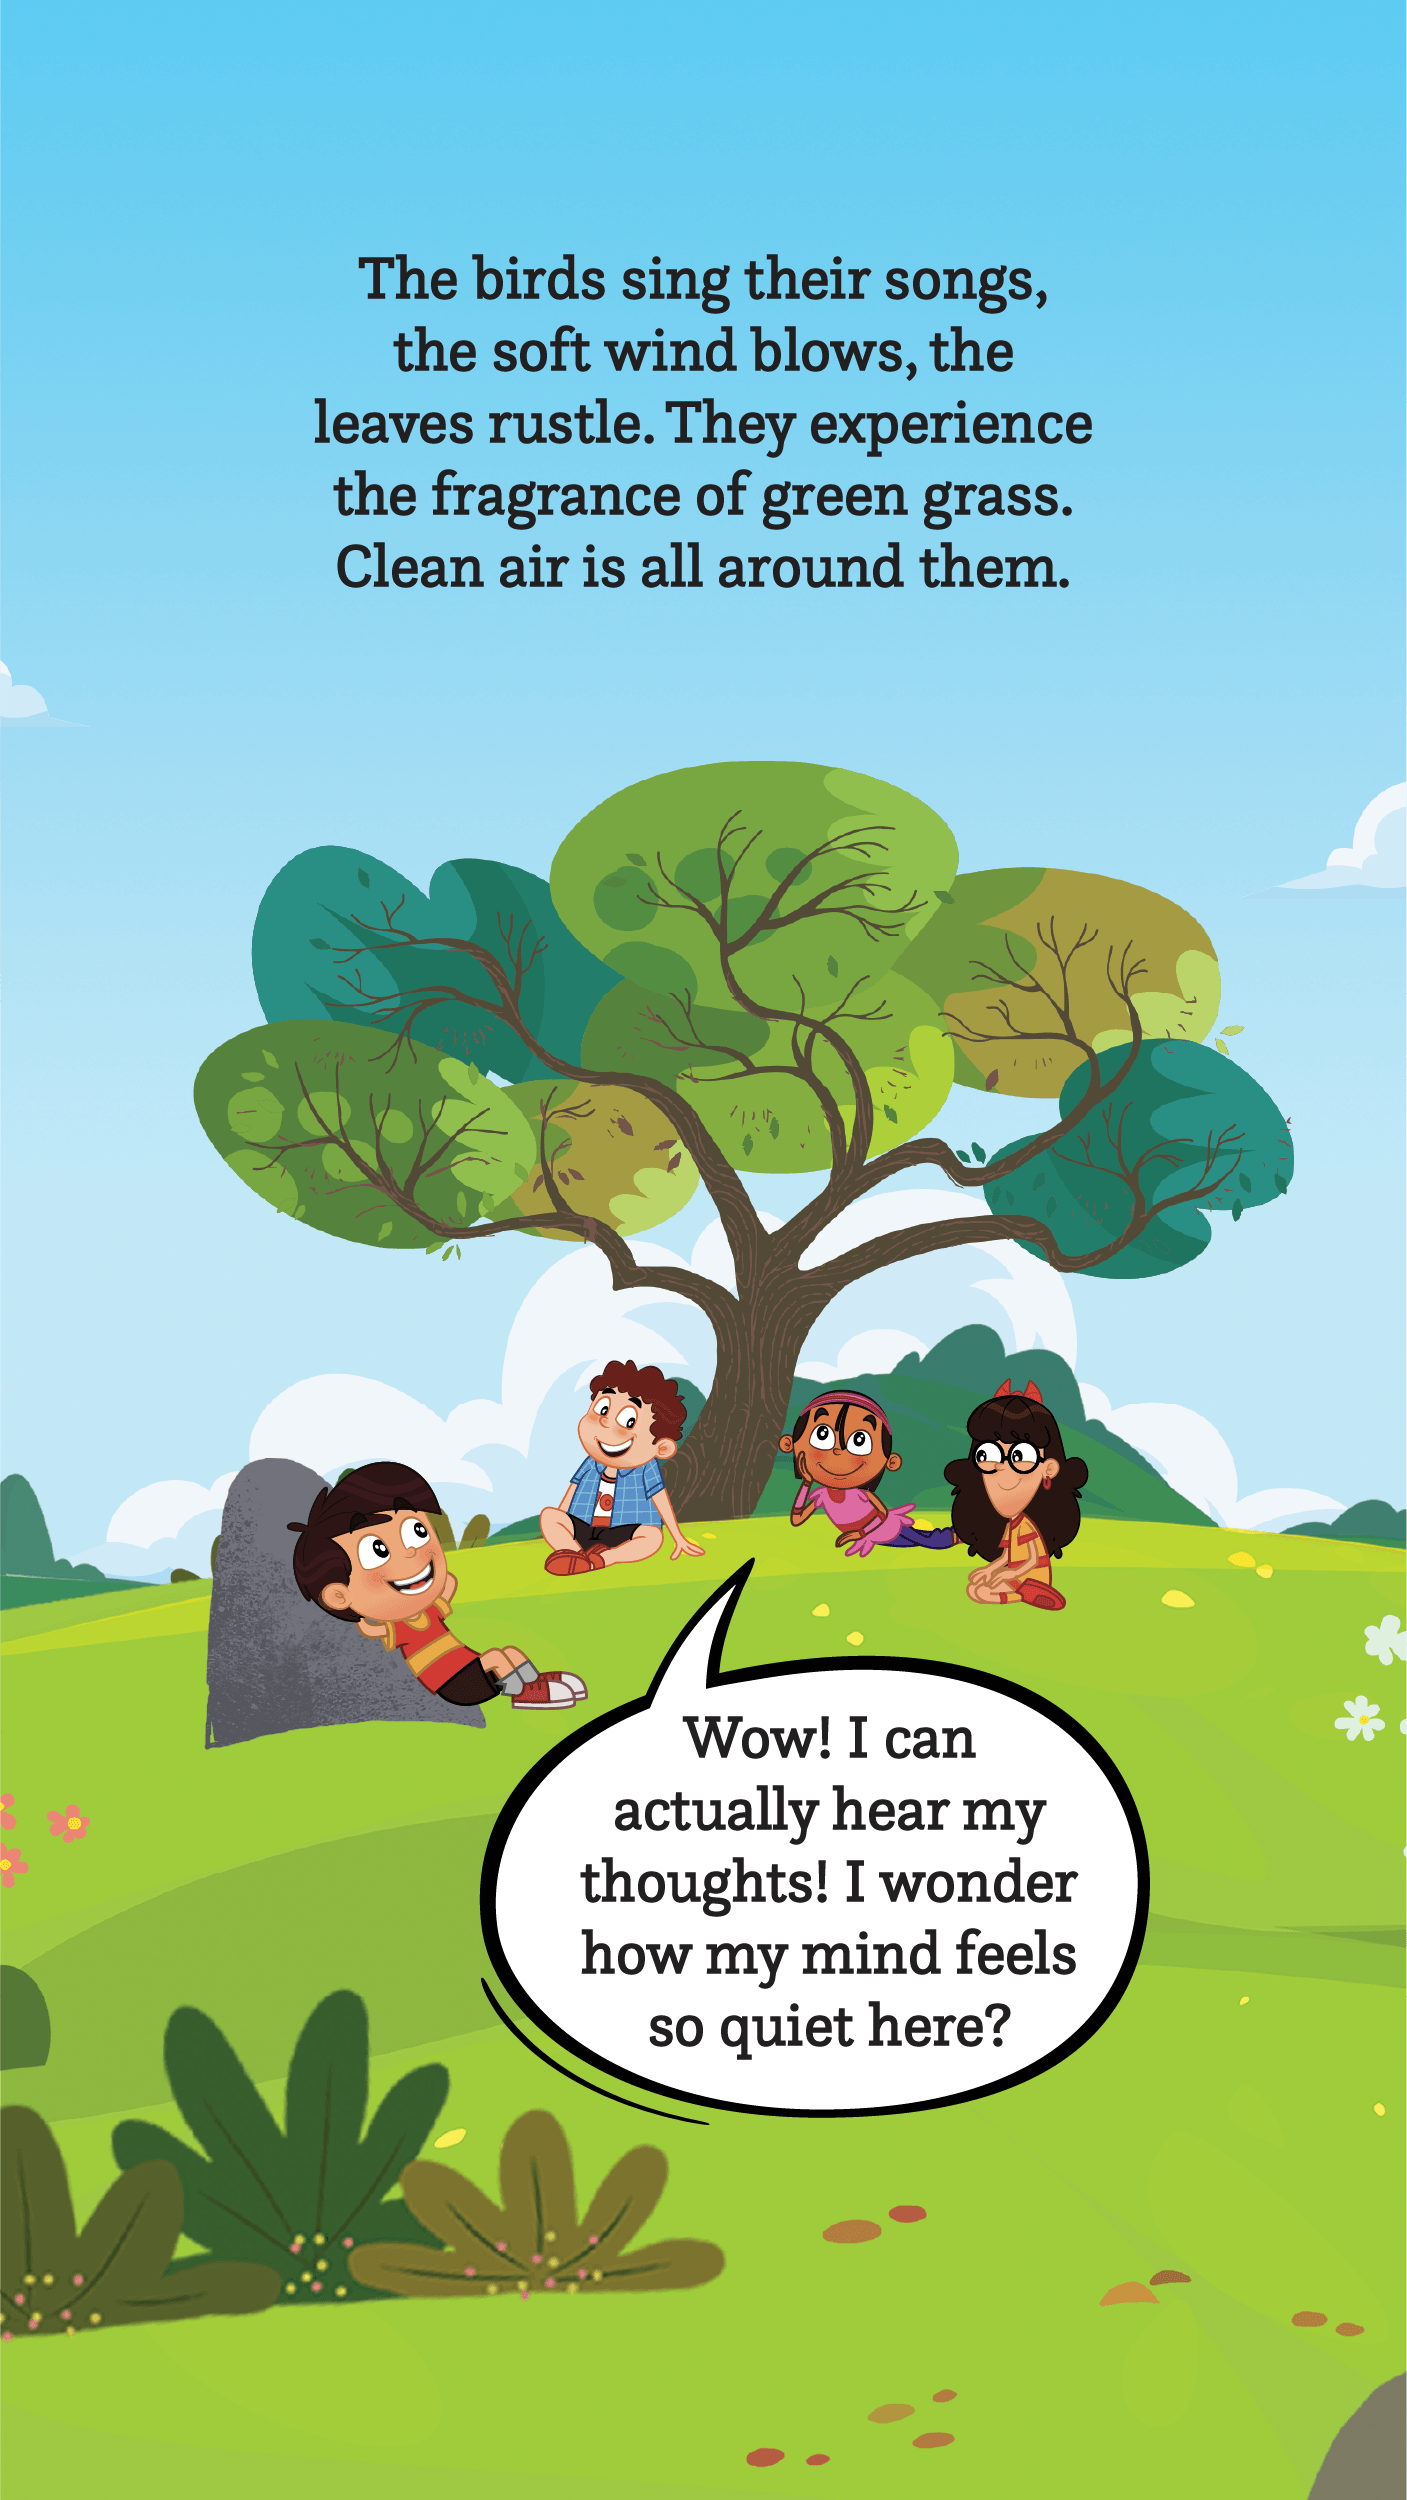 The birds sing their songs,
the soft wind blows, the
leaves rustle. They experience
the fragrance of green grass.
Clean air is all around them.
Wow! I can
actually hear my
thoughts! I wonder
how my mind feels
so quiet here?